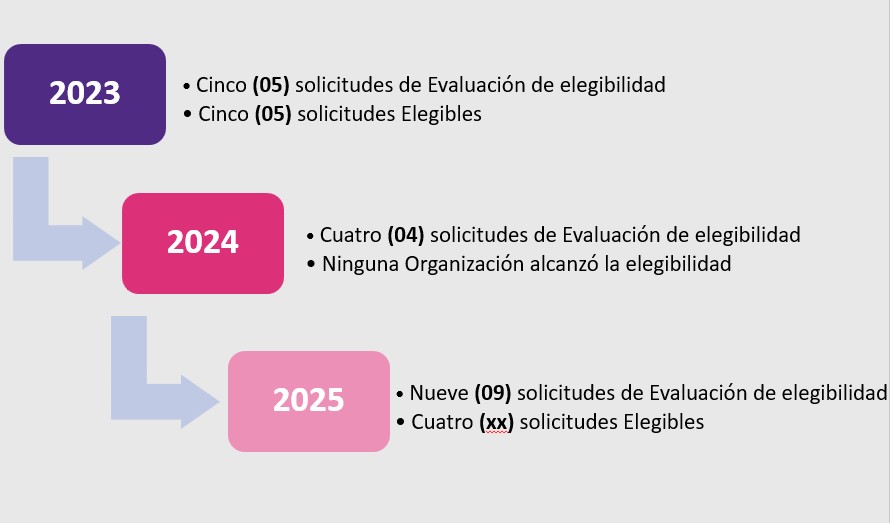 2023
• Cinco (05) solicitudes de Evaluación de elegibilidad
• Cinco (05) solicitudes Elegibles
2024
• Cuatro (04) solicitudes de Evaluación de elegibilidad
• Ninguna Organización alcanzó la elegibilidad
2025
• Nueve (09) solicitudes de Evaluación de elegibilidad
• Cuatro (xx) solicitudes Elegibles